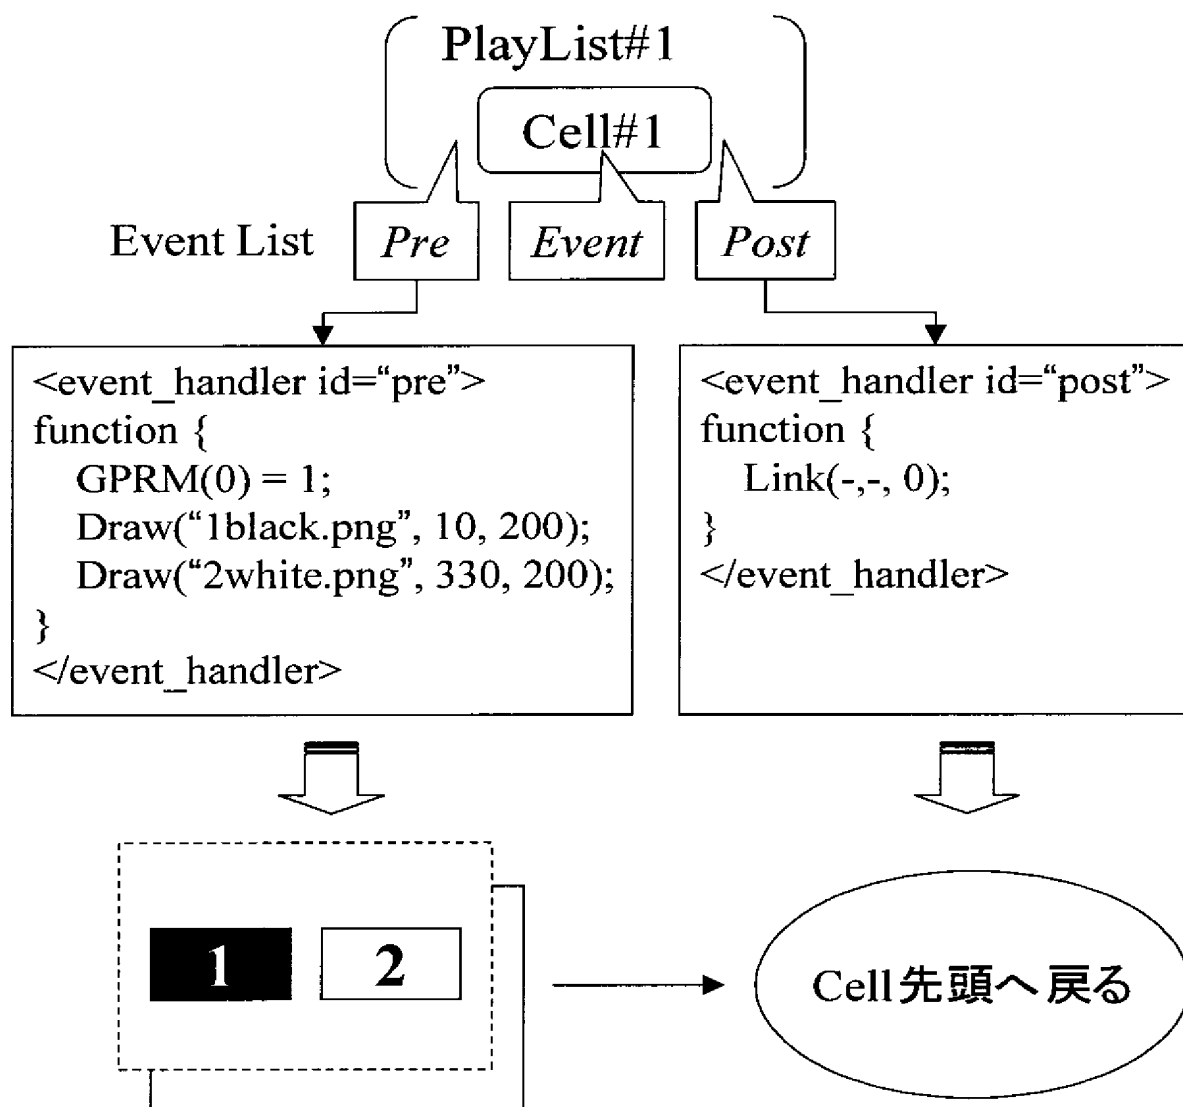 PlayList#1
Cell#1
Event List
Pre
Event
Post
<event_handler id=“pre”>
function {
GPRM(0) = 1;
Draw(“1black.png”, 10, 200);
Draw(“2white.png”, 330, 200);
}
</event_handler>
<event_handler id=“post”>
function {
Link(-,-, 0);
}
</event_handler>
1
2
Cell先頭へ戻る